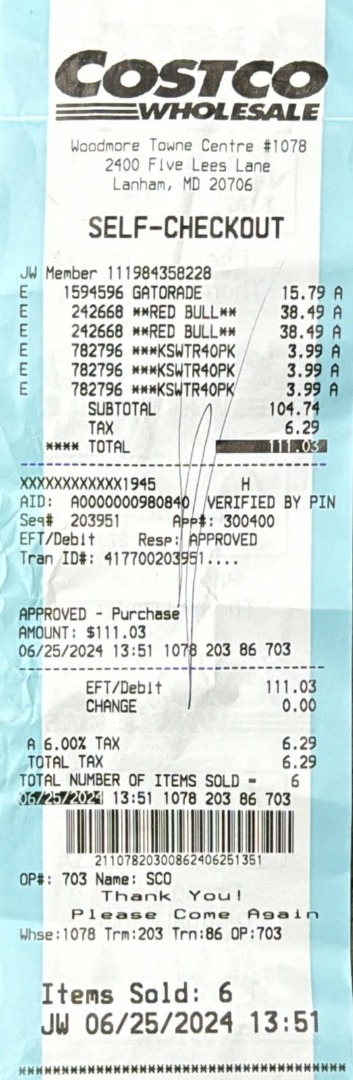 COSTCO
WHOLESALE
Woodmore Towne Centre #1078
2400 Five Lees Lane
Lanham, MD 20706
SELF-CHECKOUT
JW Member 111984358228
E 1594596 GATORADE 15.79 A
E 242668 **RED BULL** 38.49 A
E 242668 **RED BULL** 38.49 A
E 782796 ***KSWTR40PK 3.99 A
E 782796 ***KSWTR40PK 3.99 A
E 782796 ***KSWTR40PK 3.99 A
SUBTOTAL 104.74
TAX 6.29
**** TOTAL 111.03
XXXXXXXXXXXX1945 H
AID: A0000000980840 VERIFIED BY PIN
Seq# 203951 App#: 300400
EFT/Debit Resp: APPROVED
Tran ID#: 417700203951....
APPROVED - Purchase
AMOUNT: $111.03
06/25/2024 13:51 1078 203 86 703
EFT/Debit 111.03
CHANGE 0.00
A 6.00% TAX 6.29
TOTAL TAX 6.29
TOTAL NUMBER OF ITEMS SOLD = 6
06/25/2024 13:51 1078 203 86 703
21107820300862406251351
OP#: 703 Name: SCO
Thank You!
Please Come Again
Whse:1078 Trm:203 Trn:86 OP:703
Items Sold: 6
JW 06/25/2024 13:51